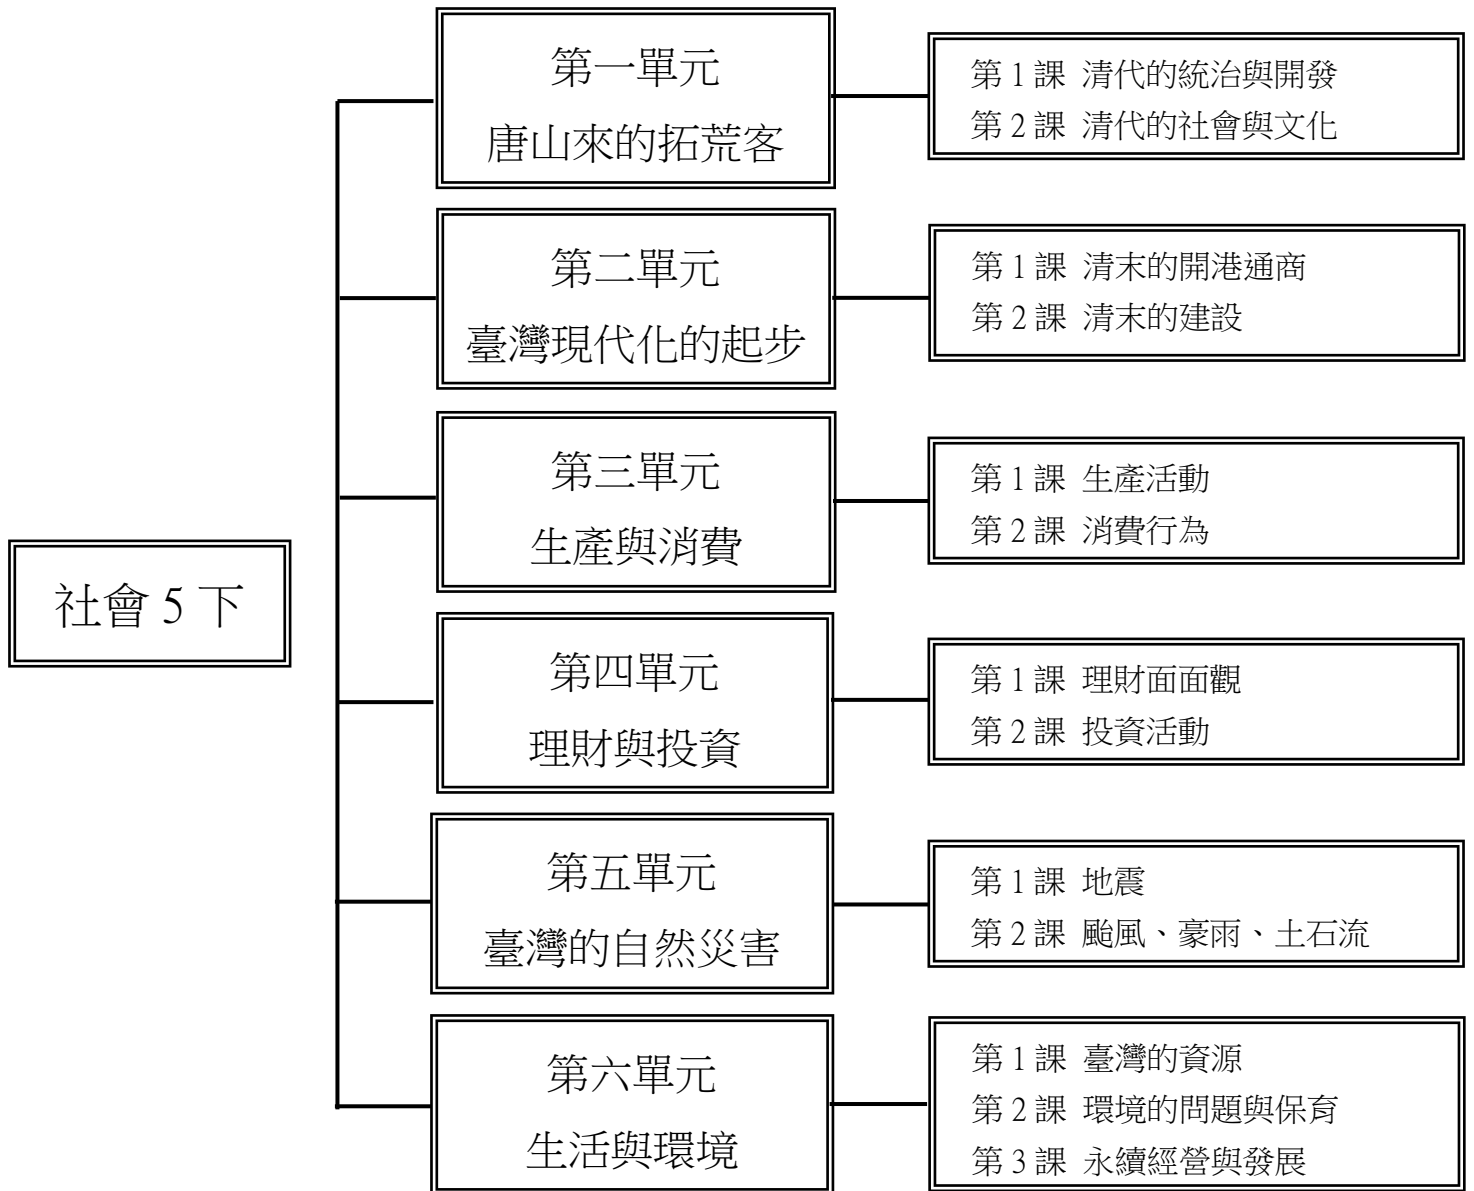 社會 5 下
第一單元
唐山來的拓荒客
第 1 課 清代的統治與開發
第 2 課 清代的社會與文化
第二單元
臺灣現代化的起步
第 1 課 清末的開港通商
第 2 課 清末的建設
第三單元
生產與消費
第 1 課 生產活動
第 2 課 消費行為
第四單元
理財與投資
第 1 課 理財面面觀
第 2 課 投資活動
第五單元
臺灣的自然災害
第 1 課 地震
第 2 課 颱風、豪雨、土石流
第六單元
生活與環境
第 1 課 臺灣的資源
第 2 課 環境的問題與保育
第 3 課 永續經營與發展